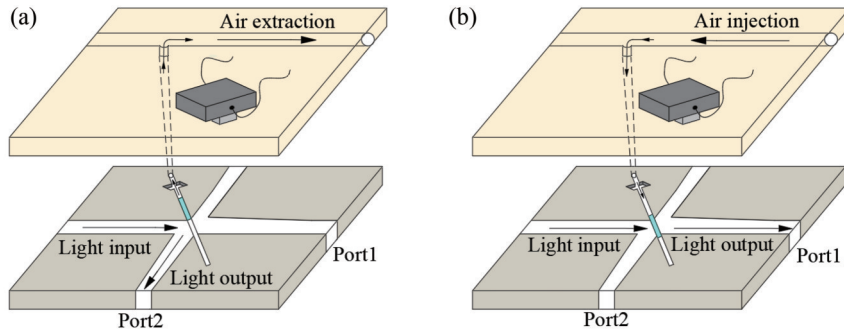 (a)
Air extraction
Light input
Light output
Port1
Port2
(b)
Air injection
Light input
Light output
Port1
Port2